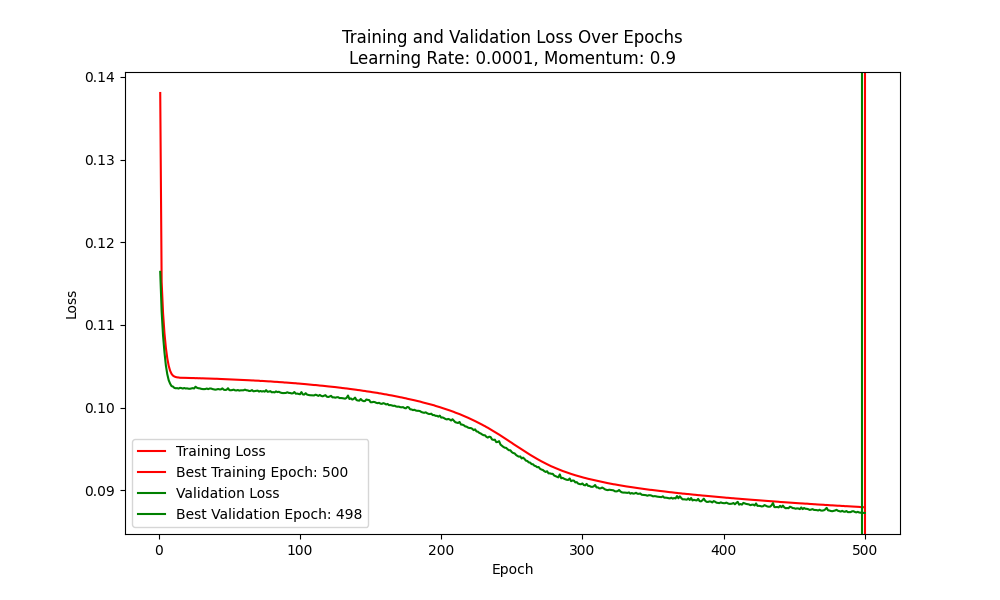 Training and Validation Loss Over Epochs
Learning Rate: 0.0001, Momentum: 0.9
0.14
0.13
0.12
0.11
0.10
0.09
Loss
Training Loss
Best Training Epoch: 500
Validation Loss
Best Validation Epoch: 498
0 100 200 300 400 500
Epoch